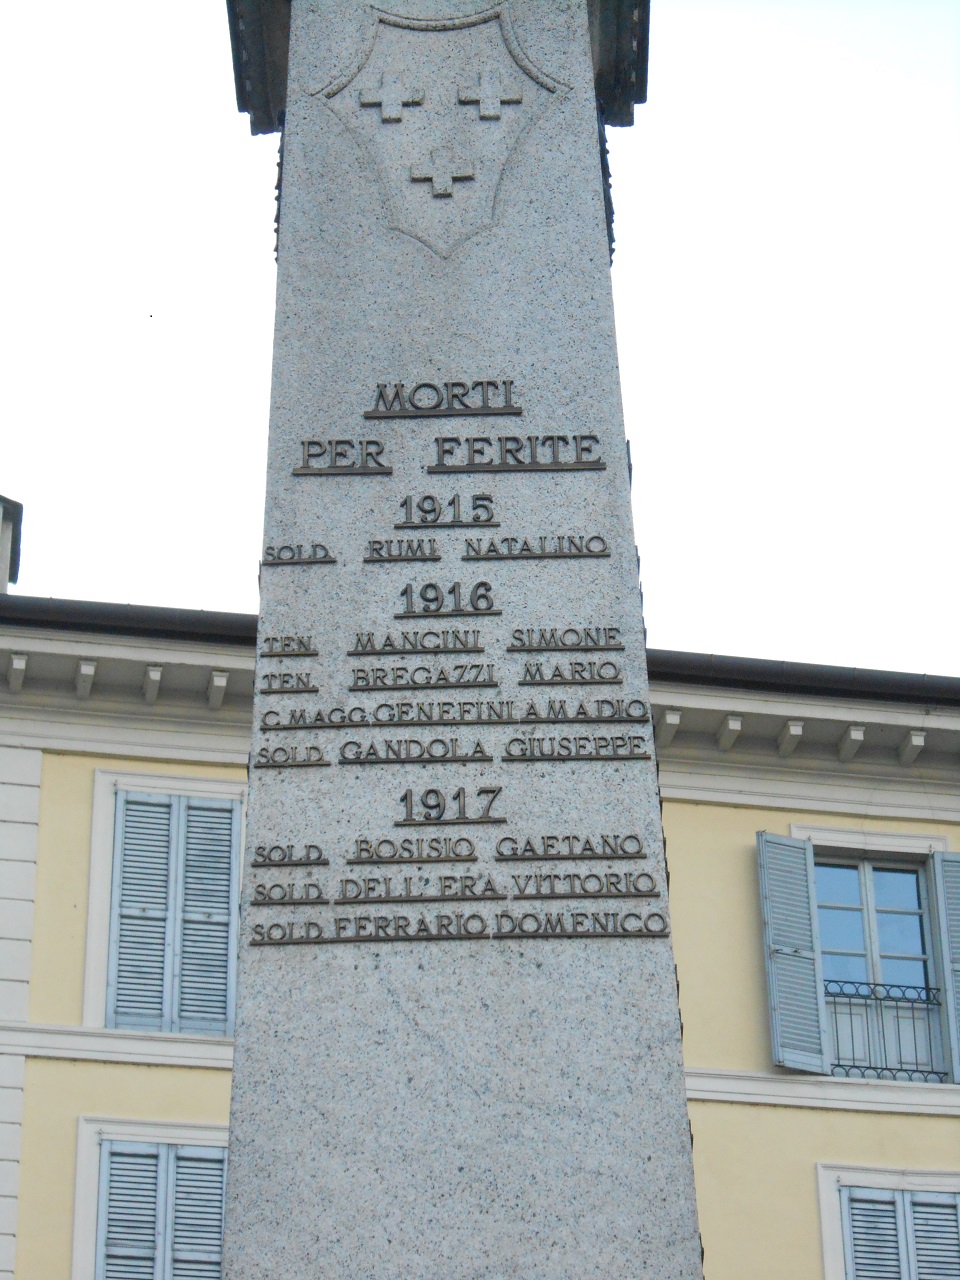 MORTI
PER FERITE
1915
SOLD. RUMI NATALINO
1916
TEN. MANCINI SIMONE
TEN. BREGAZZI MARIO
C.MAGG. GENEFINI AMADIO
SOLD. GANDOLA GIUSEPPE
1917
SOLD. BOSISIO GAETANO
SOLD. DELL'ERA VITTORIO
SOLD. FERRARIO DOMENICO